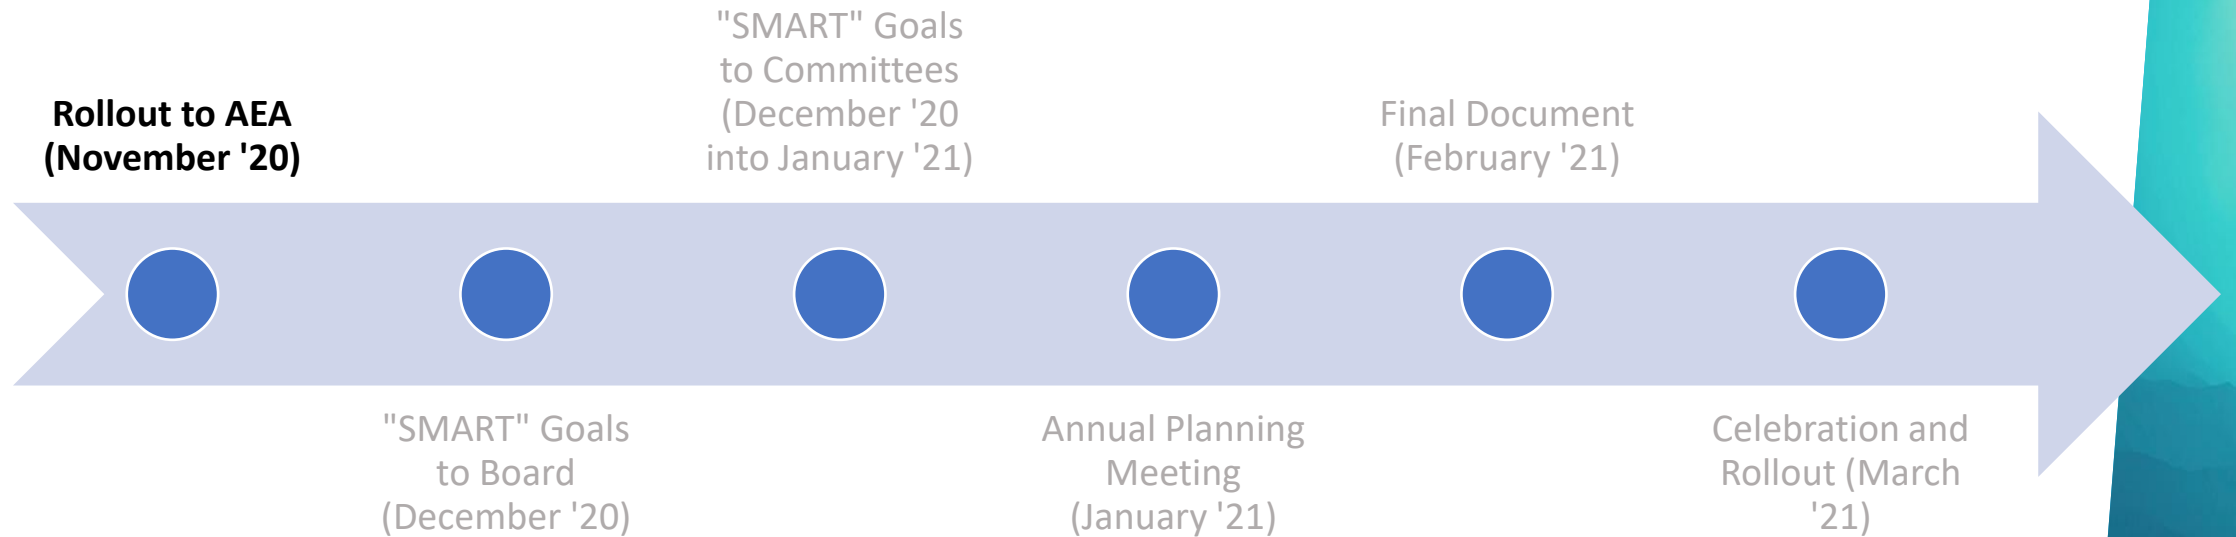 Rollout to AEA
(November '20)
"SMART" Goals
to Board
(December '20)
"SMART" Goals
to Committees
(December '20
into January '21)
Annual Planning
Meeting
(January '21)
Final Document
(February '21)
Celebration and
Rollout (March
'21)